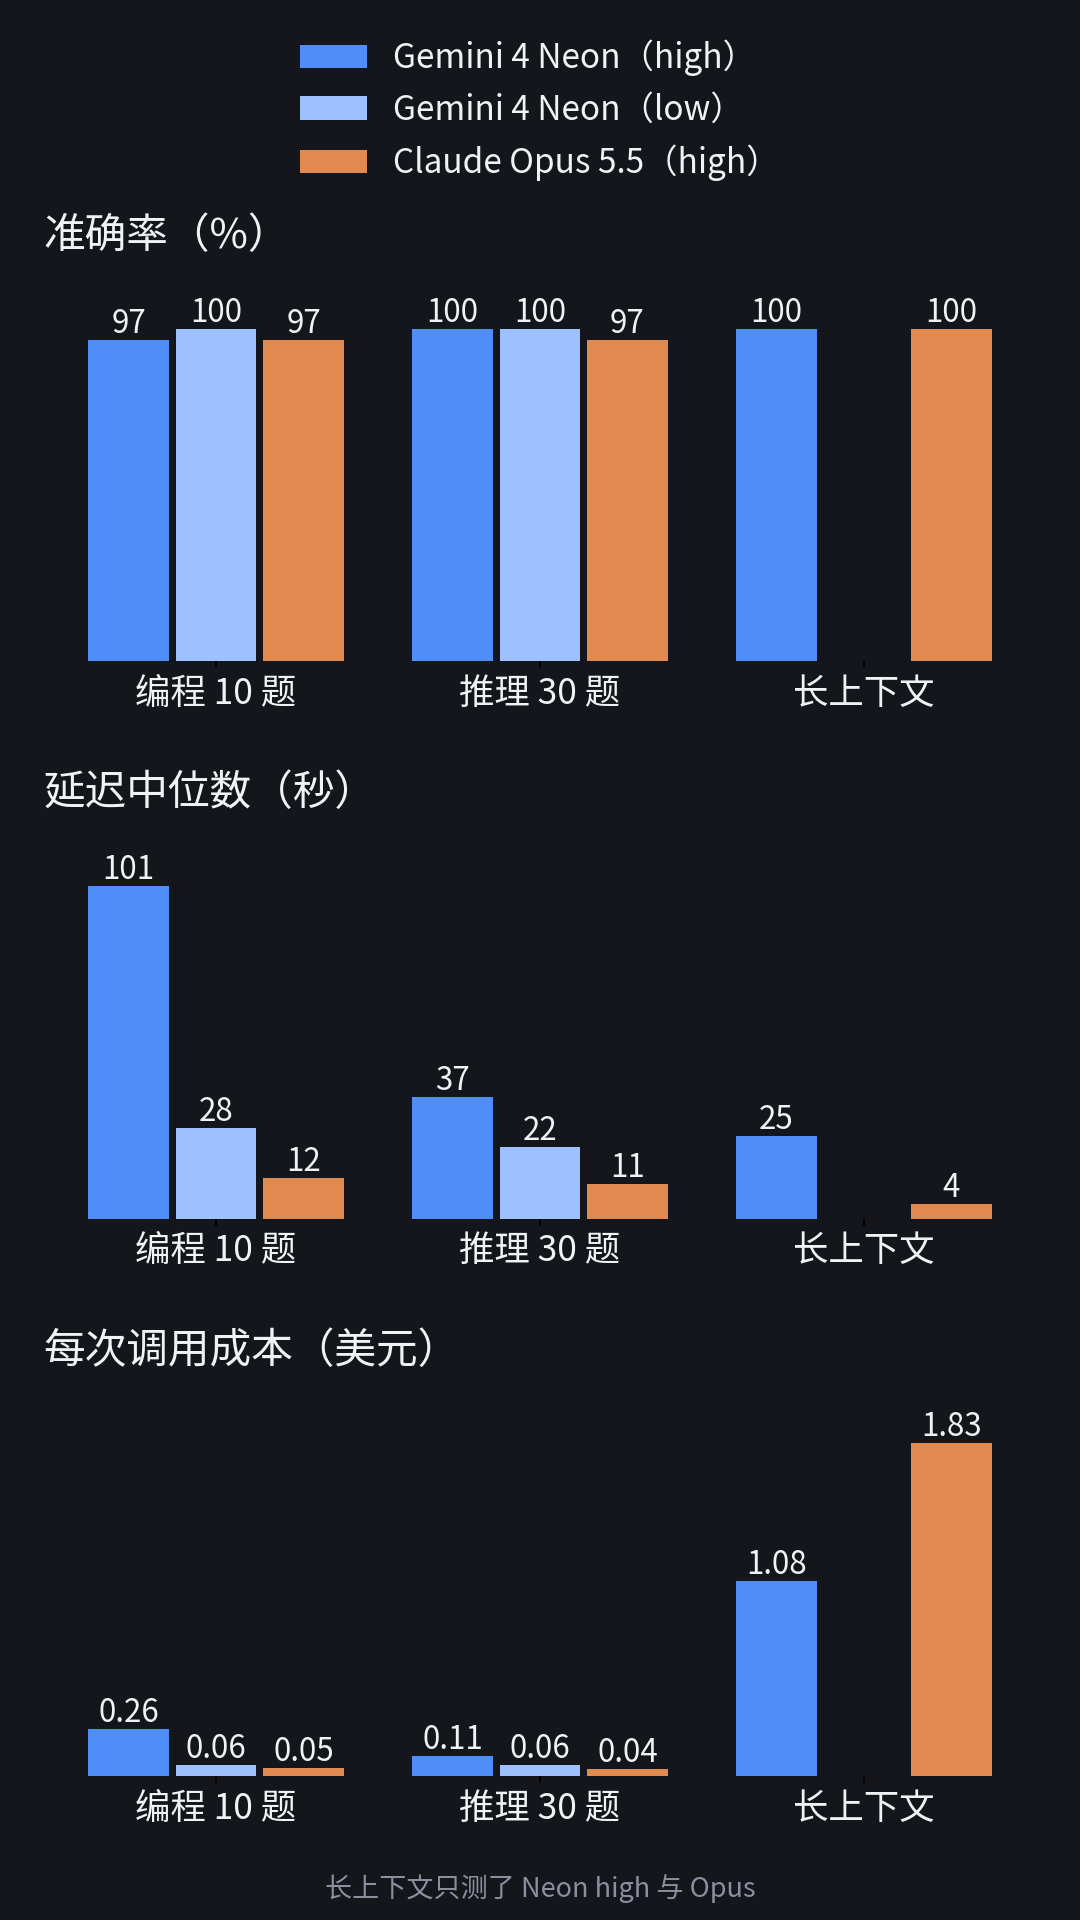 Gemini 4 Neon（high）
Gemini 4 Neon（low）
Claude Opus 5.5（high）
准确率（%）
97 100 97 100 100 97 100 100
编程 10 题 推理 30 题 长上下文
延迟中位数（秒）
101 28 12 37 22 11 25 4
编程 10 题 推理 30 题 长上下文
每次调用成本（美元）
0.26 0.06 0.05 0.11 0.06 0.04 1.08 1.83
编程 10 题 推理 30 题 长上下文
长上下文只测了 Neon high 与 Opus